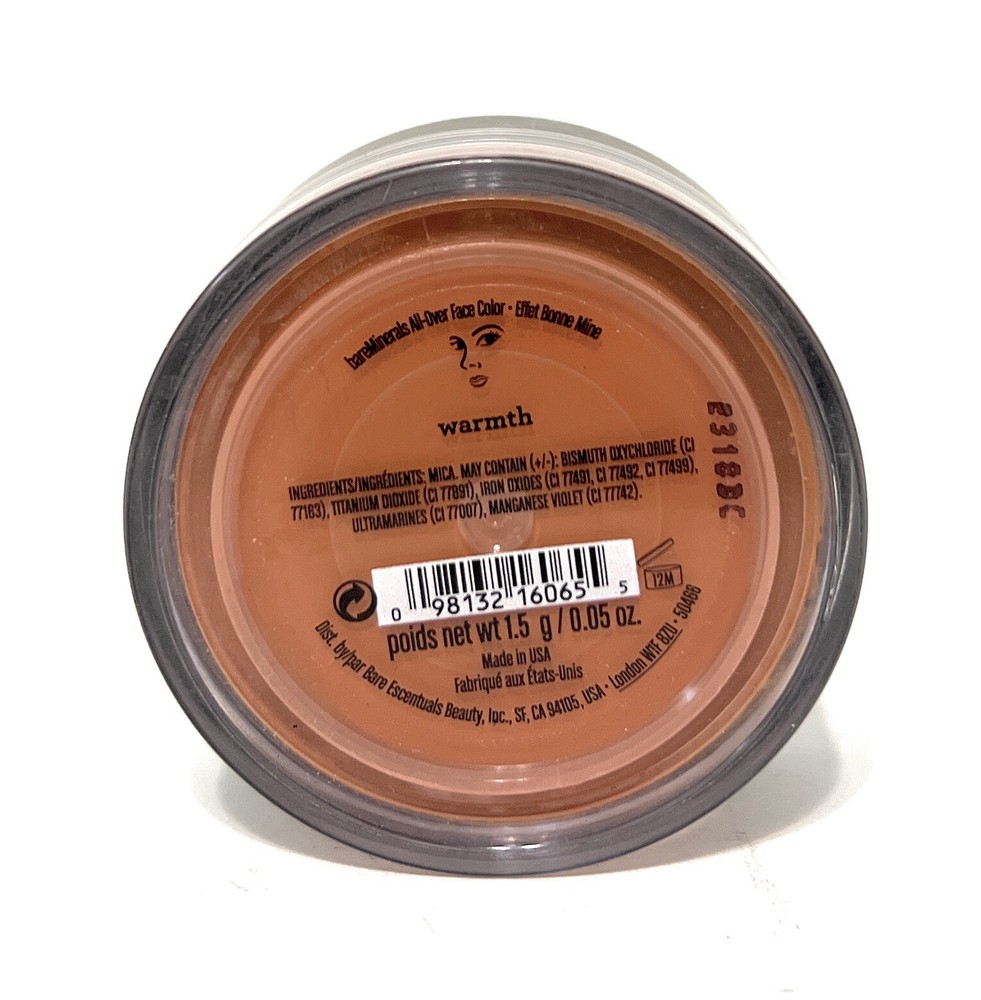 bareMinerals All-Over Face Color • Effet Bonne Mine
warmth
INGREDIENTS/INGRÉDIENTS: MICA. MAY CONTAIN (+/-): BISMUTH OXYCHLORIDE (CI
77163), TITANIUM DIOXIDE (CI 77891), IRON OXIDES (CI 77491, CI 77492, CI 77499),
ULTRAMARINES (CI 77007), MANGANESE VIOLET (CI 77742).
0 98132 16065 5
12M
poids net wt 1.5 g / 0.05 oz.
Made in USA
Fabriqué aux États-Unis
Dist. by/par Bare Escentuals Beauty, Inc., SF, CA 94105, USA • London W1F 8ZU • 50466